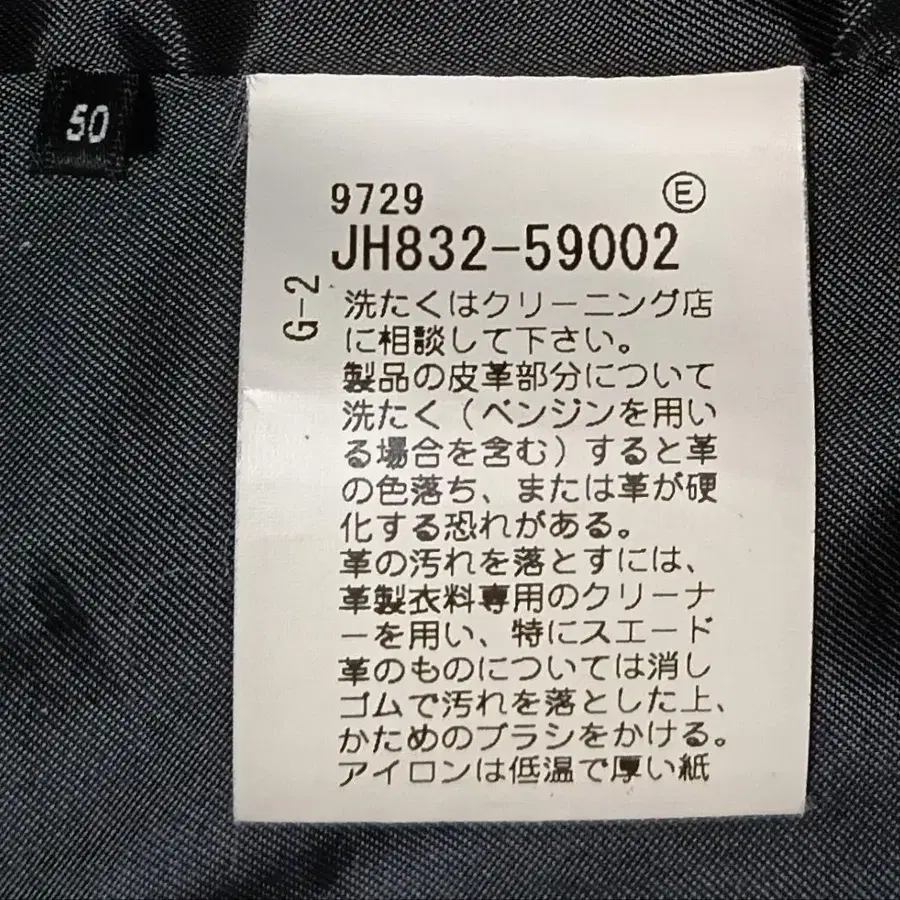 50
9729
Ⓔ
JH832-59002
G-2
洗たくはクリーニング店
に相談して下さい。
製品の皮革部分について
洗たく(ベンジンを用い
る場合を含む)すると革
の色落ち、または革が硬
化する恐れがある。
革の汚れを落とすには、
革製衣料専用のクリーナ
ーを用い、特にスエード
革のものについては消し
ゴムで汚れを落とした上、
かためのブラシをかける。
アイロンは低温で厚い紙